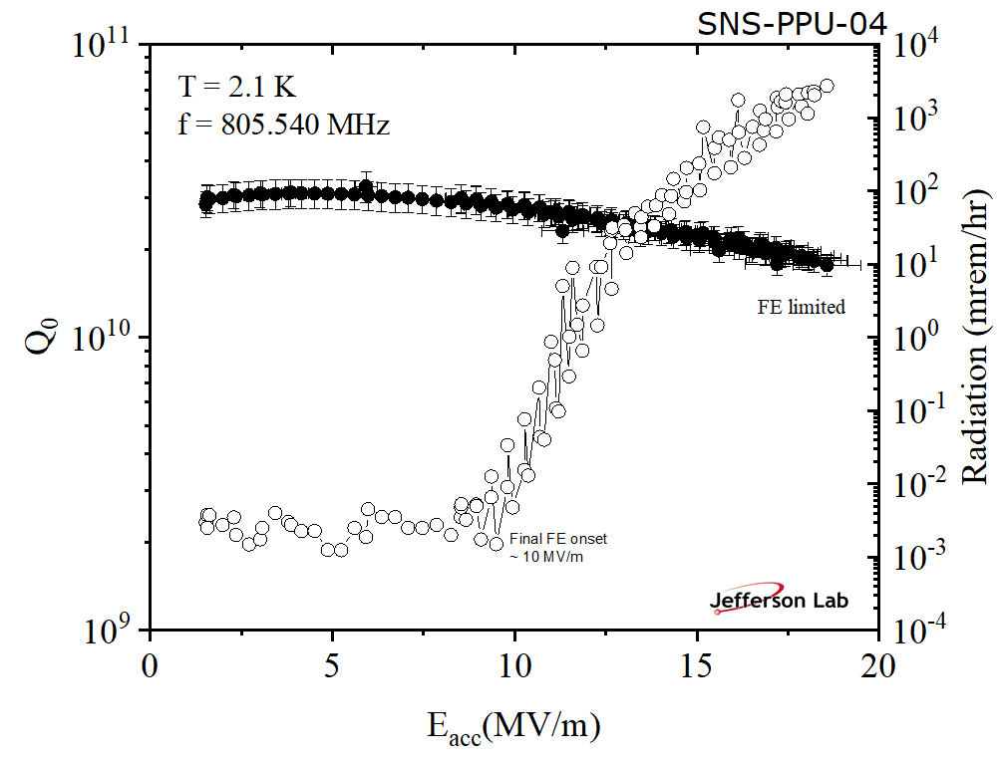 SNS-PPU-04
T = 2.1 K
f = 805.540 MHz
10^11
10^10
10^9
Q_0
10^4
10^3
10^2
10^1
10^0
10^-1
10^-2
10^-3
10^-4
Radiation (mrem/hr)
FE limited
Final FE onset
~ 10 MV/m
Jefferson Lab
0 5 10 15 20
E_acc(MV/m)